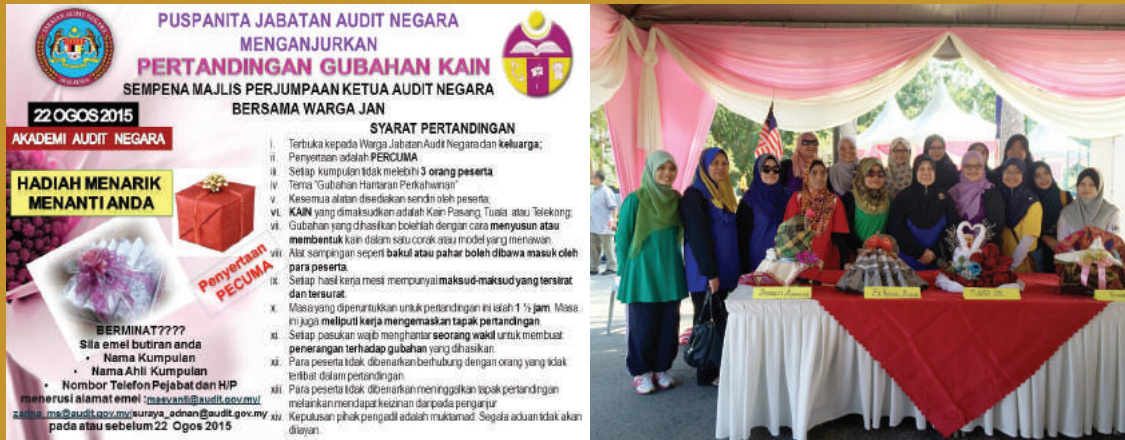 PUSPANITA JABATAN AUDIT NEGARA
MENGANJURKAN
PERTANDINGAN GUBAHAN KAIN
SEMPENA MAJLIS PERJUMPAAN KETUA AUDIT NEGARA
BERSAMA WARGA JAN
22 OGOS 2015
AKADEMI AUDIT NEGARA
HADIAH MENARIK
MENANTI ANDA
Penyertaan
PECUMA
BERMINAT????
Sila emel butiran anda
• Nama Kumpulan
• Nama Ahli Kumpulan
• Nombor Telefon Pejabat dan H/P
menerusi alamat emel :masyanti@audit.gov.my/
zarina_ms@audit.gov.my/suraya_adnan@audit.gov.my
pada atau sebelum 22 Ogos 2015
SYARAT PERTANDINGAN
i. Terbuka kepada Warga Jabatan Audit Negara dan keluarga;
ii. Penyertaan adalah PERCUMA
iii. Setiap kumpulan tidak melebihi 3 orang peserta
iv. Tema "Gubahan Hantaran Perkahwinan"
v. Kesemua alatan disediakan sendiri oleh peserta;
vi. KAIN yang dimaksudkan adalah Kain Pasang, Tuala atau Telekong;
vii. Gubahan yang dihasilkan bolehlah dengan cara menyusun atau
membentuk kain dalam satu corak atau model yang menawan.
viii. Alat sampingan seperti bakul atau pahar boleh dibawa masuk oleh
para peserta.
ix. Setiap hasil kerja mesti mempunyai maksud-maksud yang tersirat
dan tersurat.
x. Masa yang diperuntukkan untuk pertandingan ini ialah 1 ½ jam. Masa
ini juga meliputi kerja mengemaskan tapak pertandingan.
xi. Setiap pasukan wajib menghantar seorang wakil untuk membuat
penerangan terhadap gubahan yang dihasilkan.
xii. Para peserta tidak dibenarkan berhubung dengan orang yang tidak
terlibat dalam pertandingan.
xiii. Para peserta tidak dibenarkan meninggalkan tapak pertandingan
melainkan mendapat keizinan daripada penganjur
xiv. Keputusan pihak pengadil adalah muktamad. Segala aduan tidak akan
dilayan.